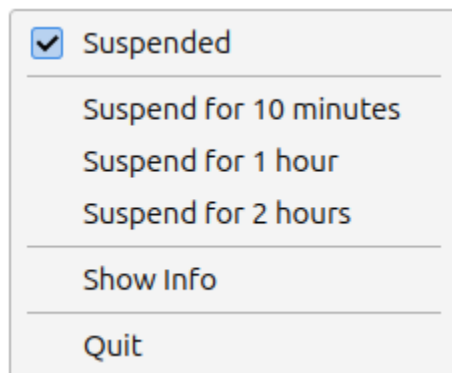 Suspended
Suspend for 10 minutes
Suspend for 1 hour
Suspend for 2 hours
Show Info
Quit